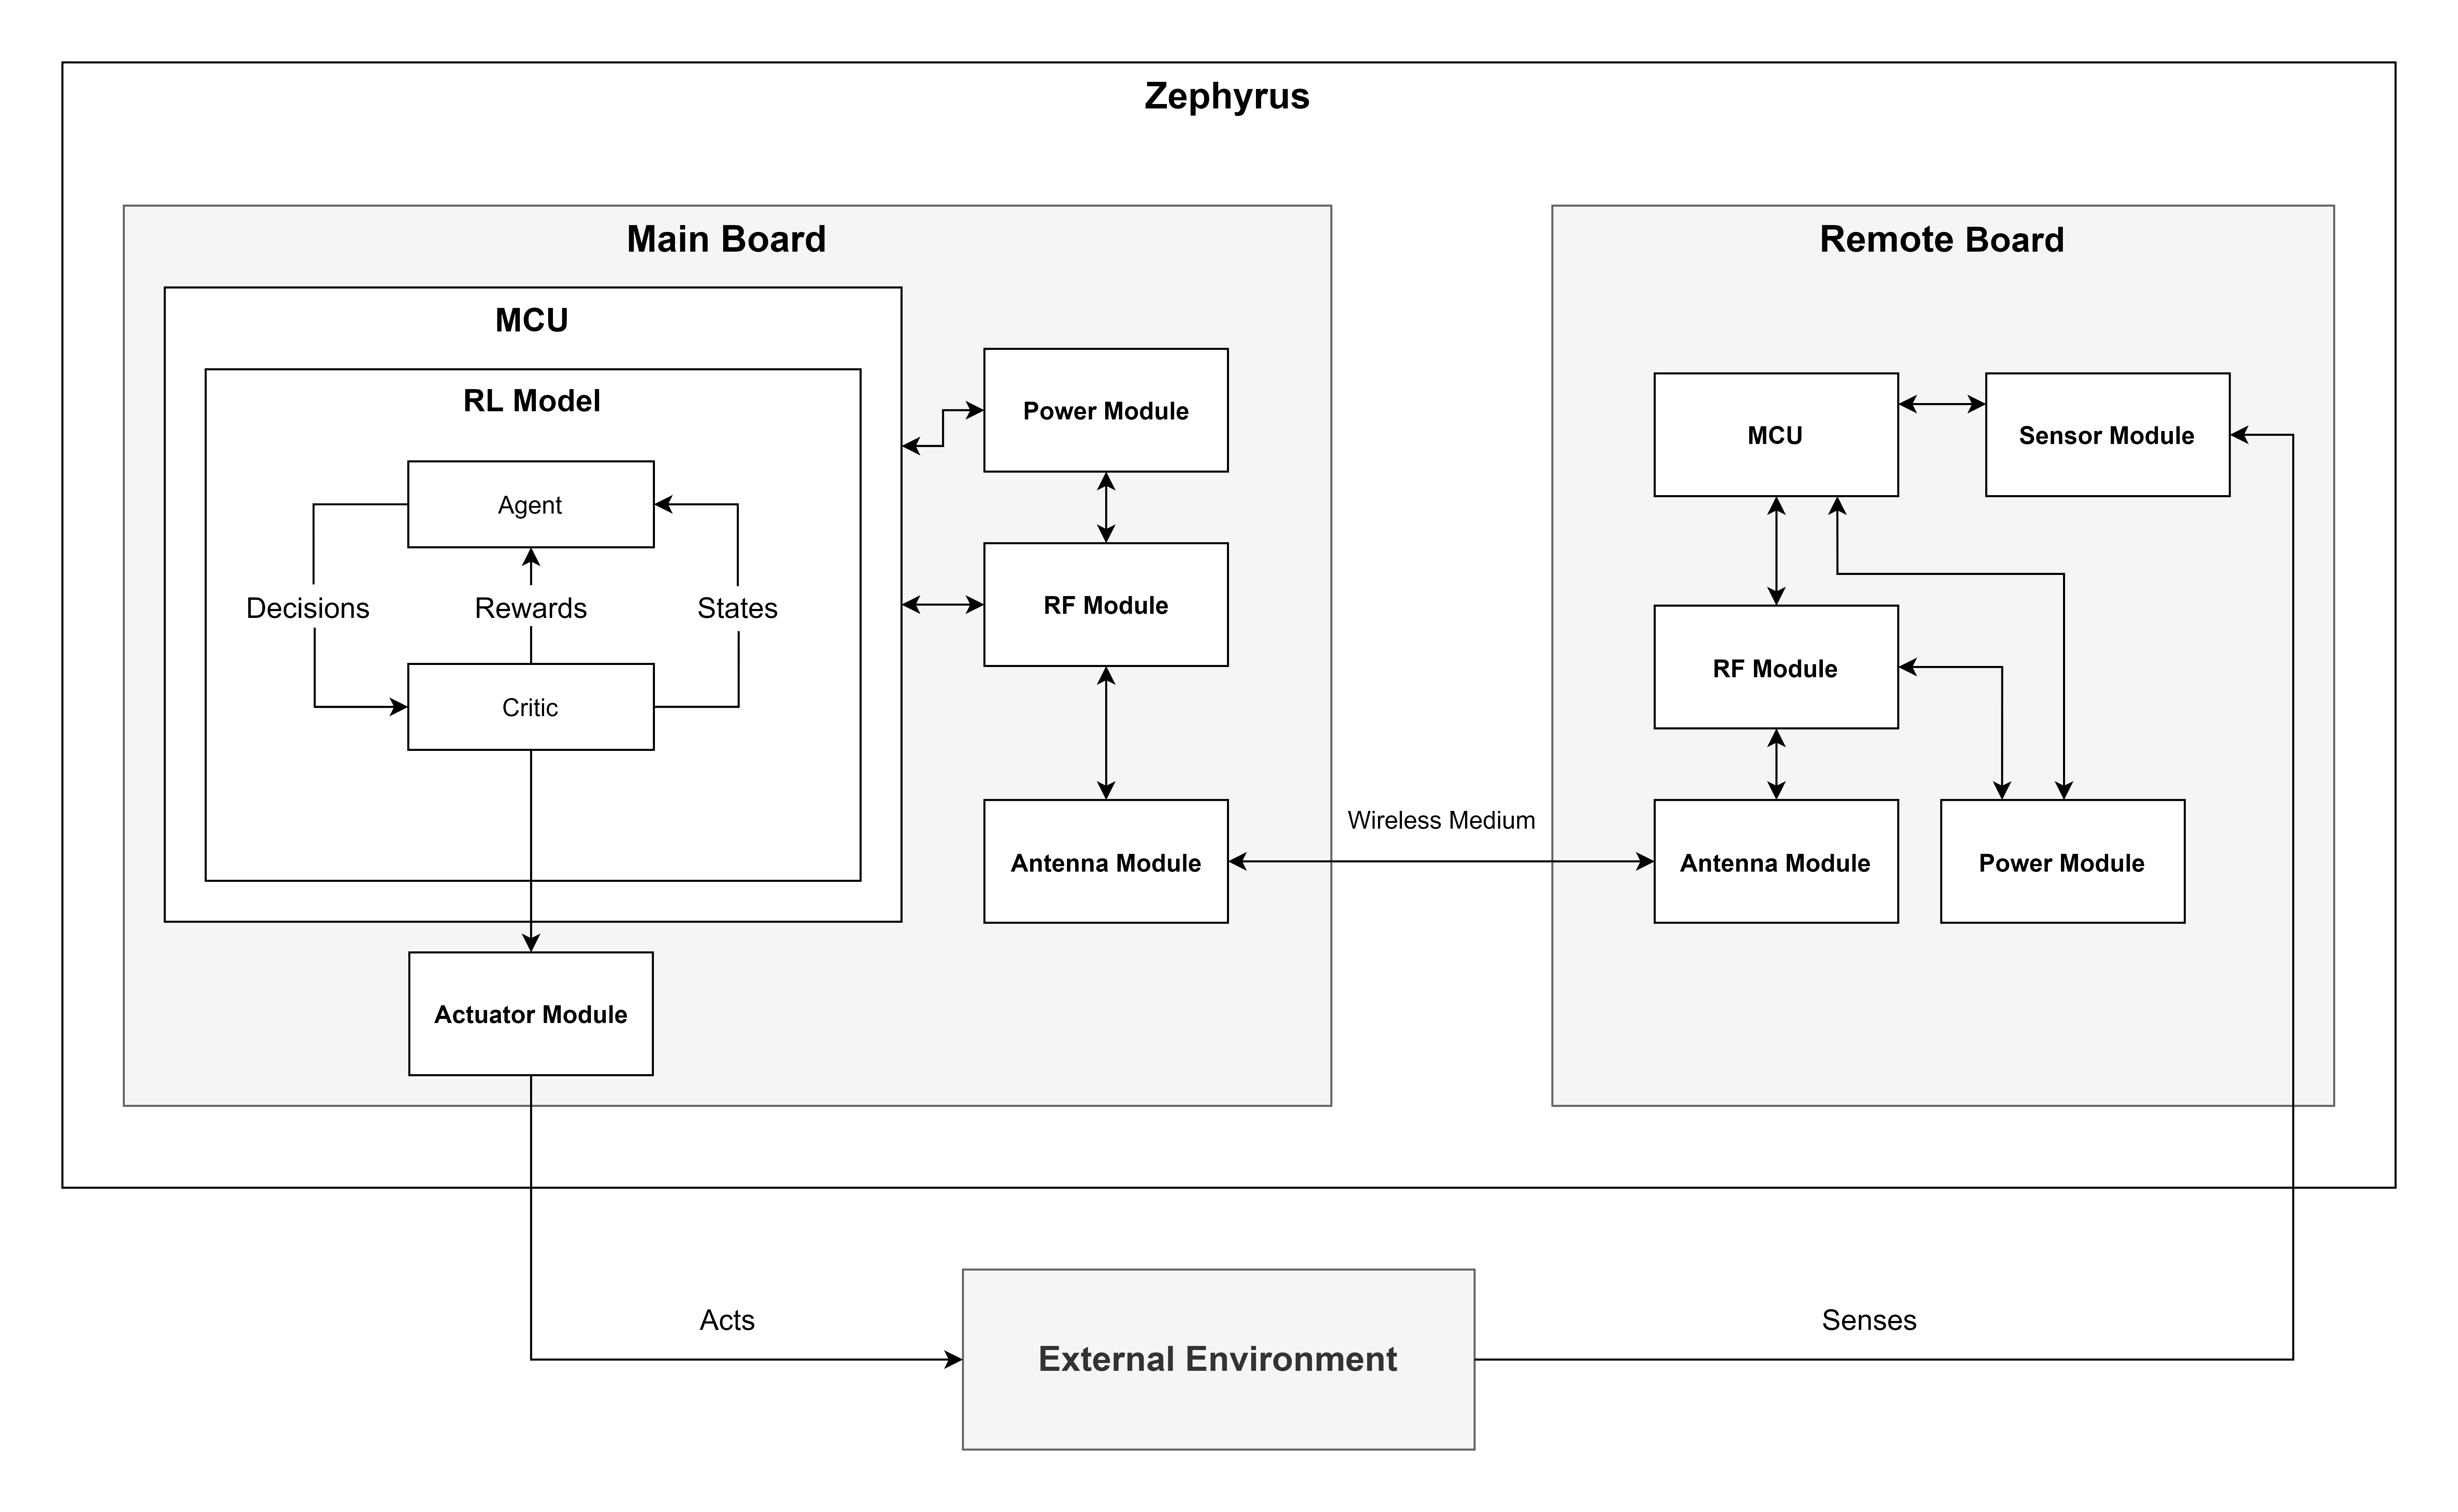 Zephyrus
Main Board
MCU
RL Model
Agent
Decisions
Rewards
States
Critic
Actuator Module
Power Module
RF Module
Antenna Module
Wireless Medium
Remote Board
MCU
Sensor Module
RF Module
Antenna Module
Power Module
Acts
External Environment
Senses